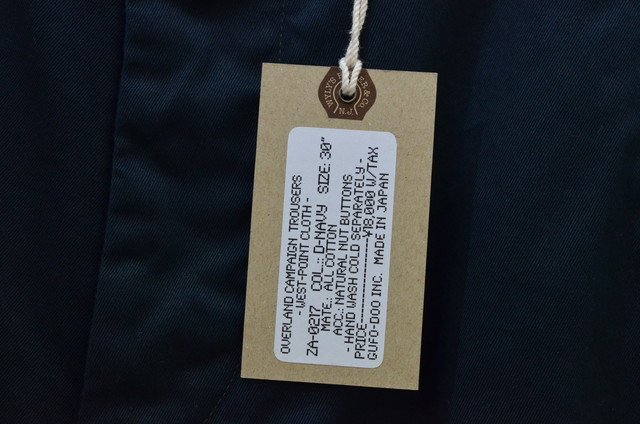 OVERLAND CAMPAIGN TROUSERS
- WEST-POINT CLOTH -
ZA-0217 COL.: D-NAVY SIZE: 30"
MATE.: ALL COTTON
ACC.: NATURAL NUT BUTTONS
- HAND WASH COLD SEPARATELY -
PRICE-----------------¥18,000 W/TAX
GUFO-DOO INC. MADE IN JAPAN